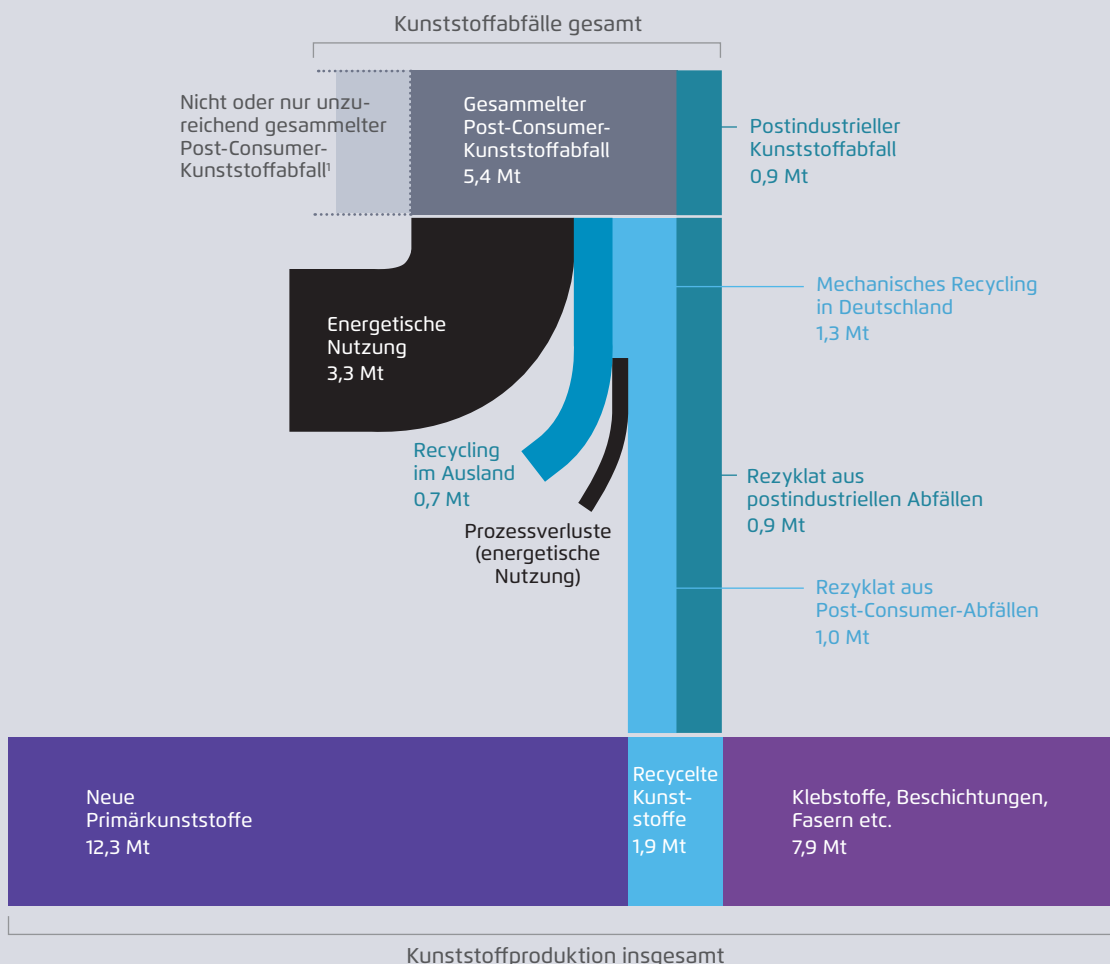 Kunststoffabfälle gesamt
Nicht oder nur unzu-
reichend gesammelter
Post-Consumer-
Kunststoffabfall¹
Gesammelter
Post-Consumer-
Kunststoffabfall
5,4 Mt
Postindustrieller
Kunststoffabfall
0,9 Mt
Mechanisches Recycling
in Deutschland
1,3 Mt
Energetische
Nutzung
3,3 Mt
Recycling
im Ausland
0,7 Mt
Rezyklat aus
postindustriellen Abfällen
0,9 Mt
Prozessverluste
(energetische
Nutzung)
Rezyklat aus
Post-Consumer-Abfällen
1,0 Mt
Neue
Primärkunststoffe
12,3 Mt
Recycelte
Kunst-
stoffe
1,9 Mt
Klebstoffe, Beschichtungen,
Fasern etc.
7,9 Mt
Kunststoffproduktion insgesamt